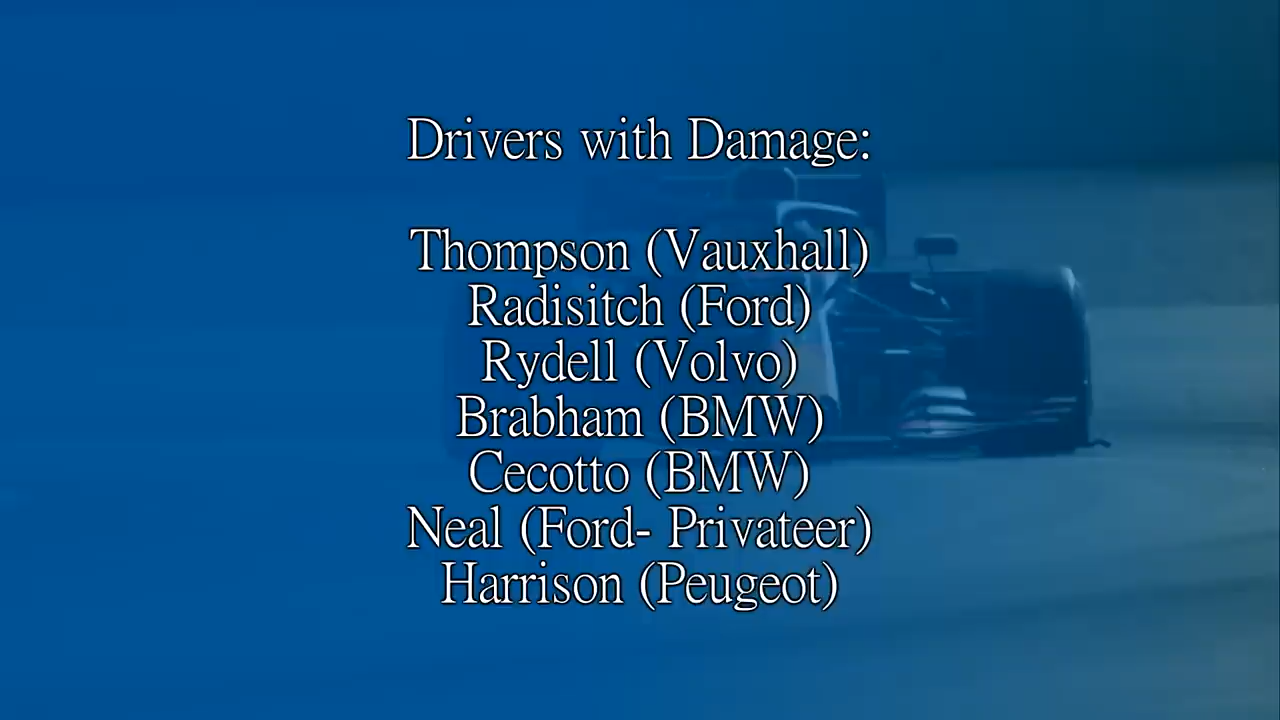 Drivers with Damage:
Thompson (Vauxhall)
Radisitch (Ford)
Rydell (Volvo)
Brabham (BMW)
Cecotto (BMW)
Neal (Ford- Privateer)
Harrison (Peugeot)